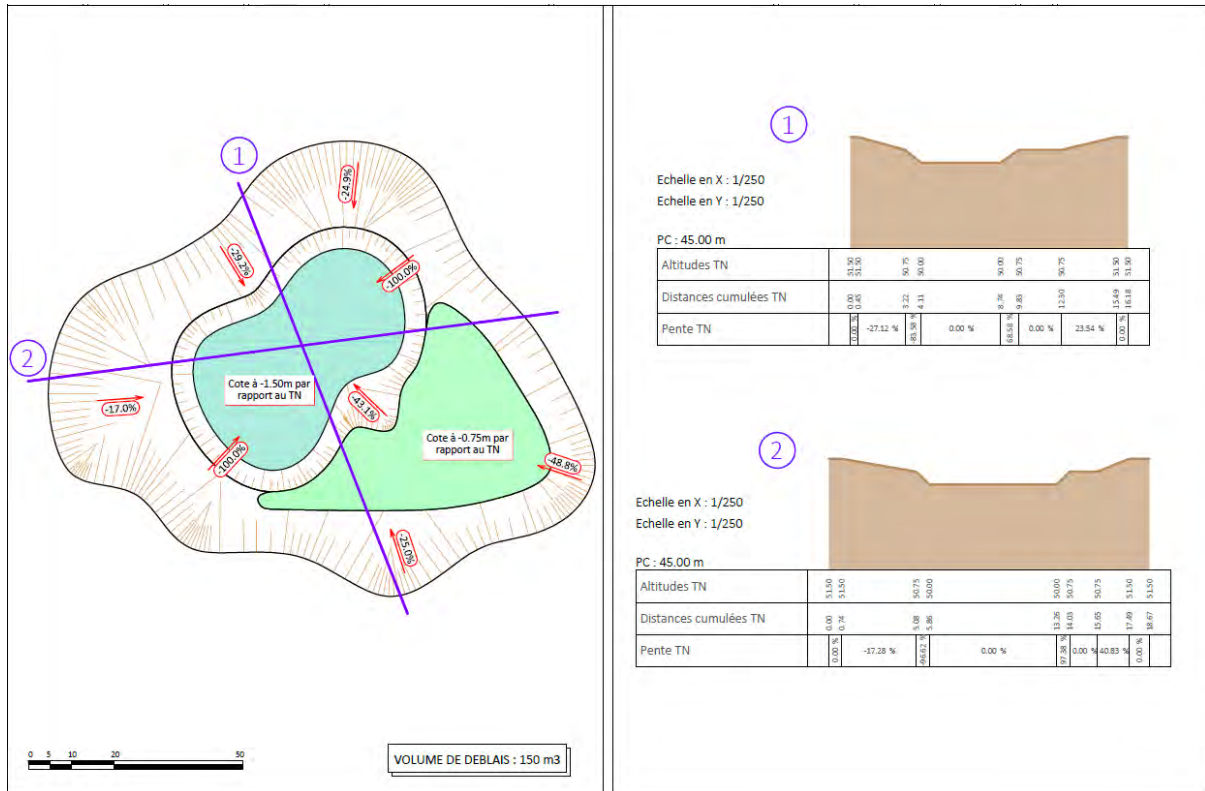 1
-24.9%
-29.2%
-100.0%
2
Cote à -1.50m par
rapport au TN
-17.0%
-43.1%
Cote à -0.75m par
rapport au TN
-100.0%
-48.8%
-25.0%
0 5 10 20 50
VOLUME DE DEBLAIS : 150 m3
1
Echelle en X : 1/250
Echelle en Y : 1/250
PC : 45.00 m
Altitudes TN 51.50 51.50 50.75 50.00 50.00 50.75 50.75 51.50 51.50
Distances cumulées TN 0.00 0.45 3.22 4.11 8.74 9.83 12.30 15.49 16.18
Pente TN 0.00 % -27.12 % -83.58 % 0.00 % 68.58 % 0.00 % 23.54 % 0.00 %
2
Echelle en X : 1/250
Echelle en Y : 1/250
PC : 45.00 m
Altitudes TN 51.50 51.50 50.75 50.00 50.00 50.75 50.75 51.50 51.50
Distances cumulées TN 0.00 0.74 5.08 5.86 13.26 14.03 15.65 17.49 18.67
Pente TN 0.00 % -17.28 % -96.62 % 0.00 % 97.38 % 0.00 % 40.83 % 0.00 %